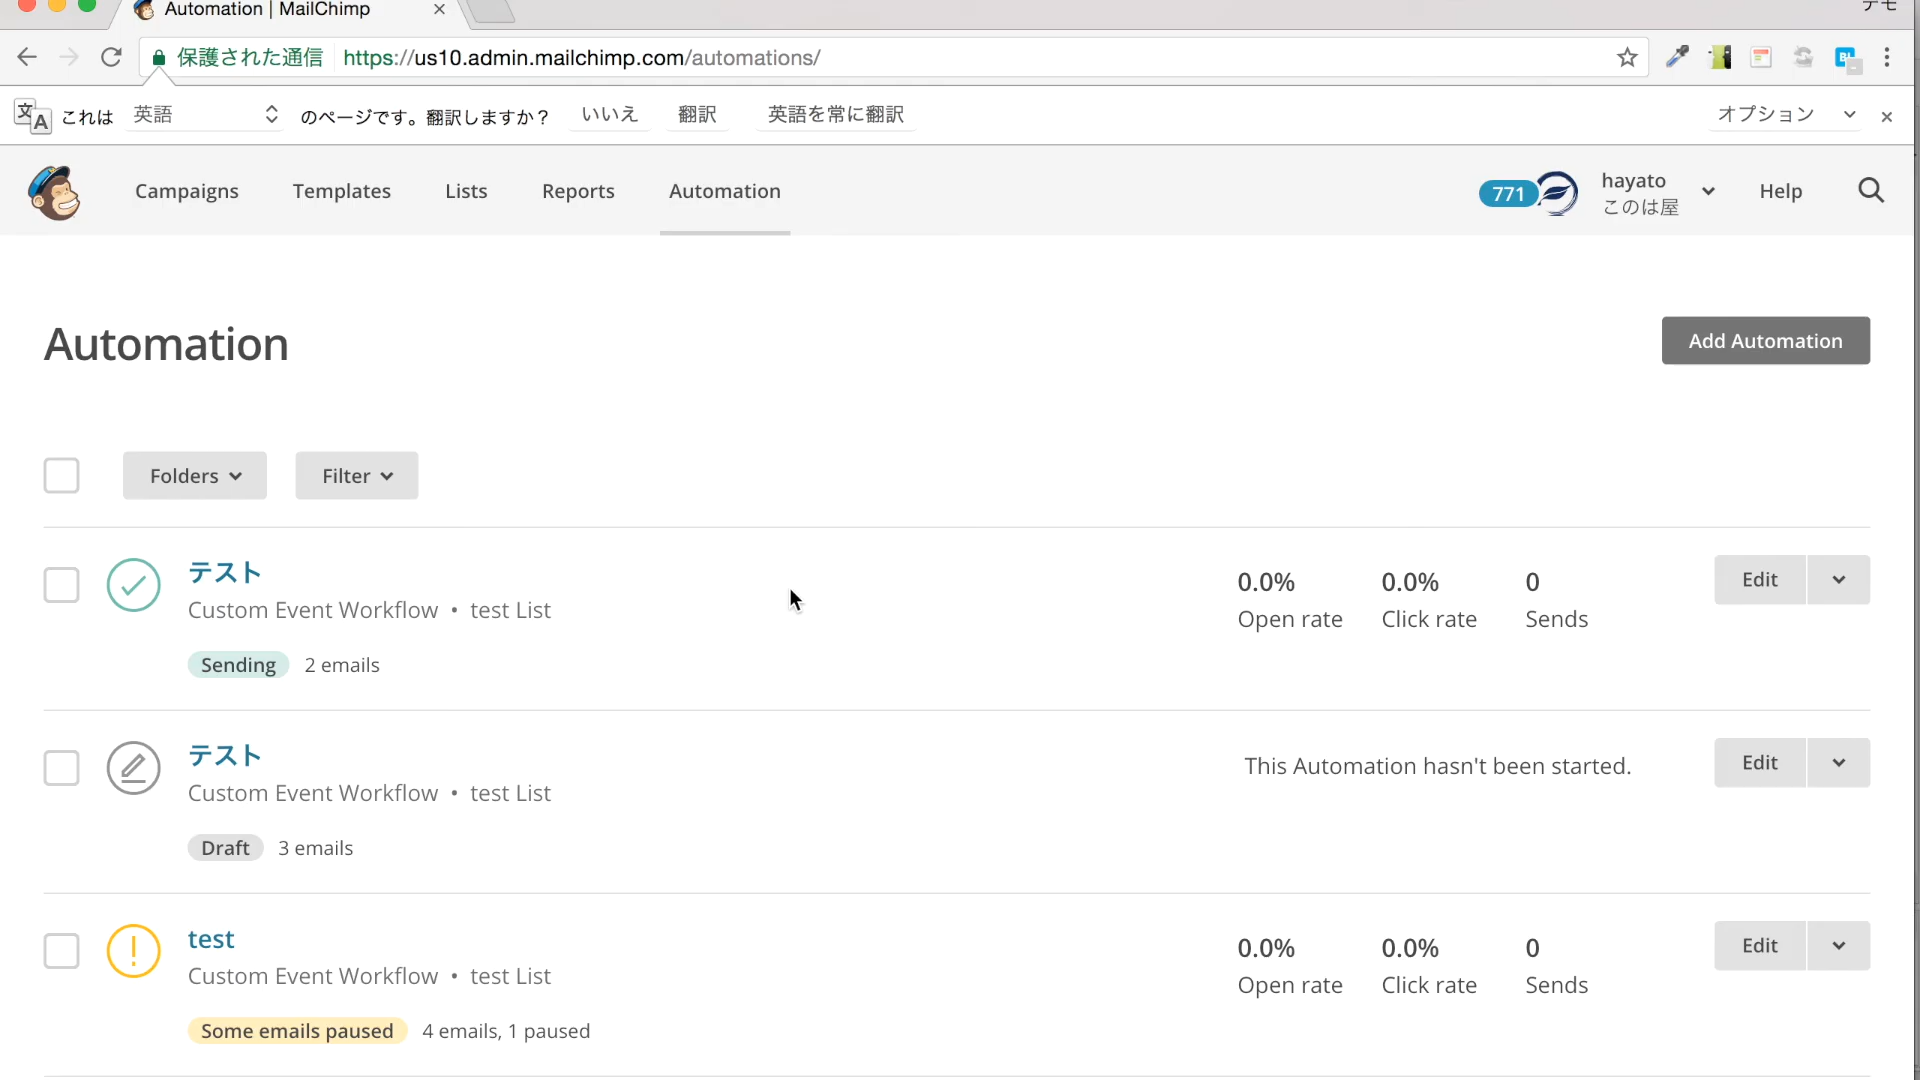 Automation | MailChimp
デモ
保護された通信 https://us10.admin.mailchimp.com/automations/
これは 英語 のページです。翻訳しますか？ いいえ 翻訳 英語を常に翻訳 オプション
Campaigns Templates Lists Reports Automation 771 hayato このは屋 Help
Automation Add Automation
Folders Filter
テスト
Custom Event Workflow • test List
Sending 2 emails
0.0% 0.0% 0
Open rate Click rate Sends
Edit
テスト
Custom Event Workflow • test List
Draft 3 emails
This Automation hasn't been started.
Edit
test
Custom Event Workflow • test List
Some emails paused 4 emails, 1 paused
0.0% 0.0% 0
Open rate Click rate Sends
Edit